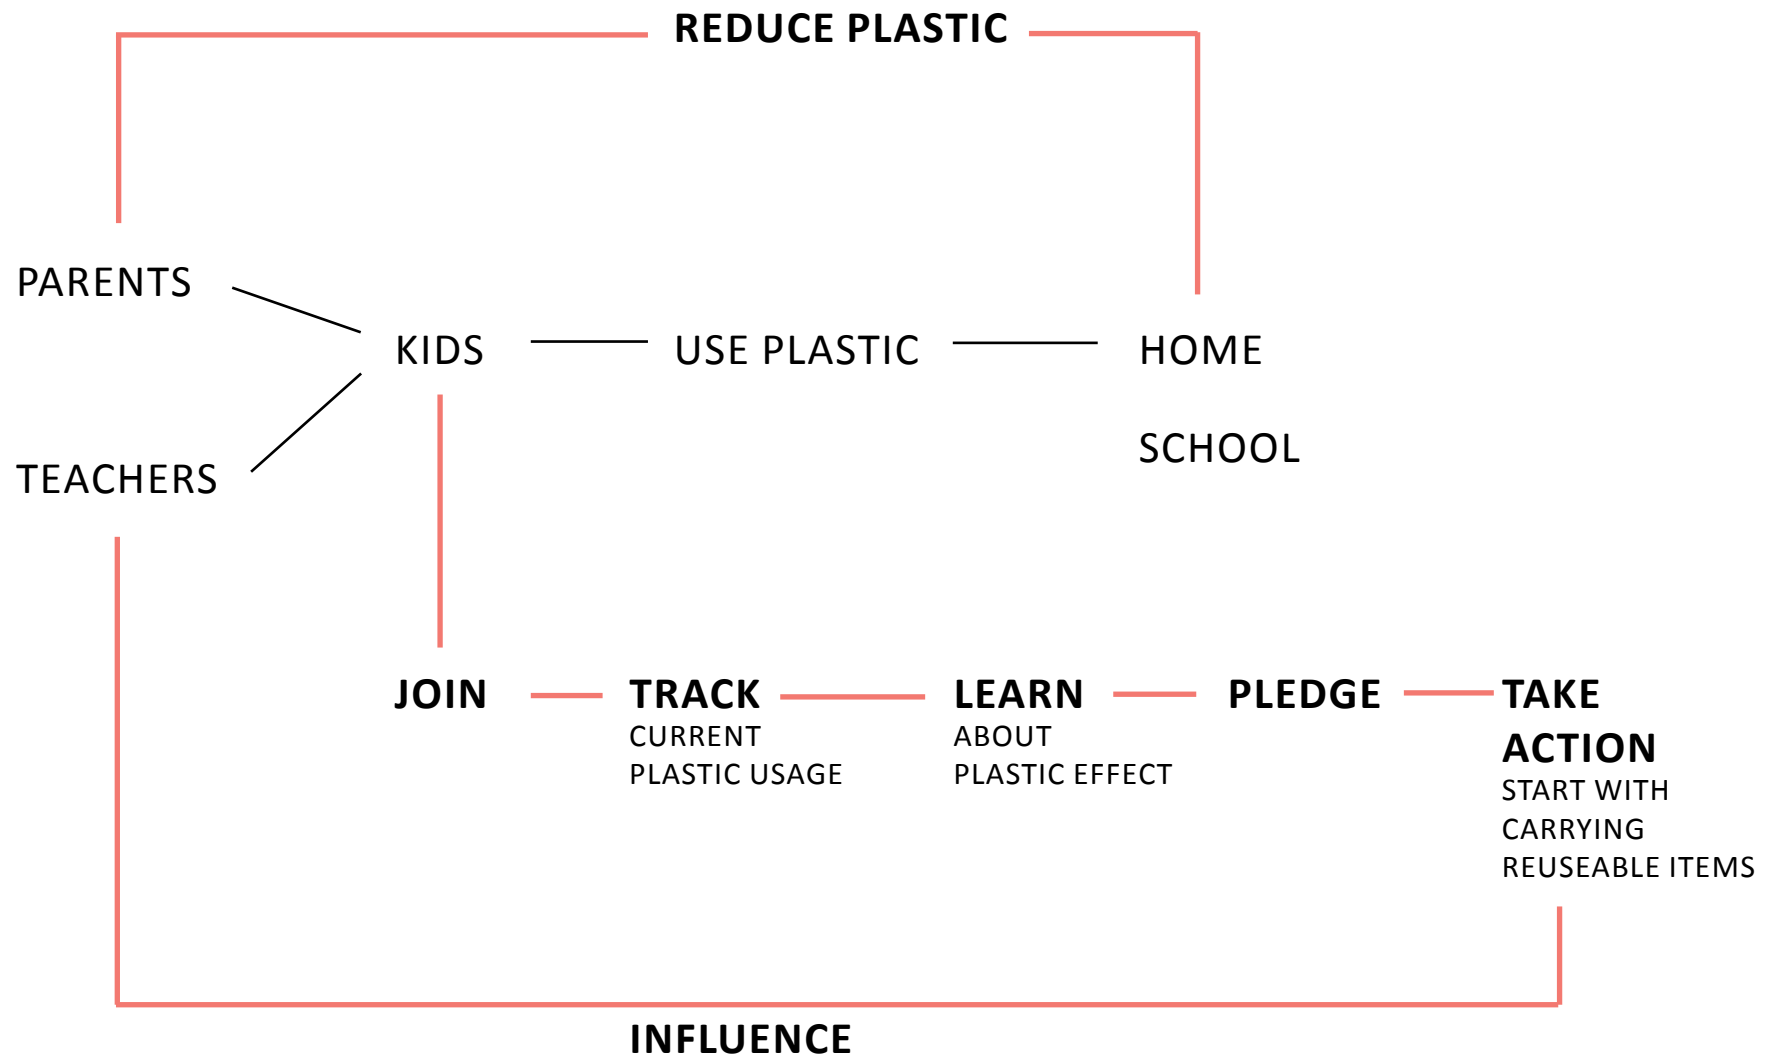 REDUCE PLASTIC
PARENTS
KIDS
USE PLASTIC
HOME
SCHOOL
TEACHERS
JOIN
TRACK
CURRENT
PLASTIC USAGE
LEARN
ABOUT
PLASTIC EFFECT
PLEDGE
TAKE
ACTION
START WITH
CARRYING
REUSEABLE ITEMS
INFLUENCE